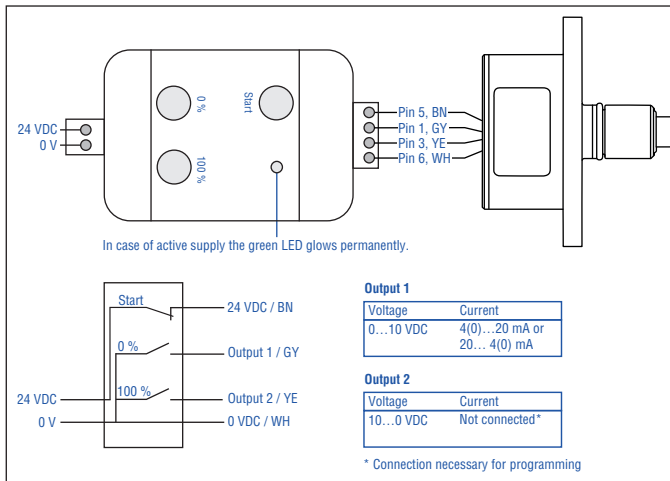 0 %
Start
100 %
24 VDC
0 V
Pin 5, BN
Pin 1, GY
Pin 3, YE
Pin 6, WH
In case of active supply the green LED glows permanently.
Start
24 VDC / BN
0 %
Output 1 / GY
100 %
24 VDC
Output 2 / YE
0 V
0 VDC / WH
Output 1
Voltage Current
0...10 VDC 4(0)...20 mA or
20... 4(0) mA
Output 2
Voltage Current
10...0 VDC Not connected*
* Connection necessary for programming